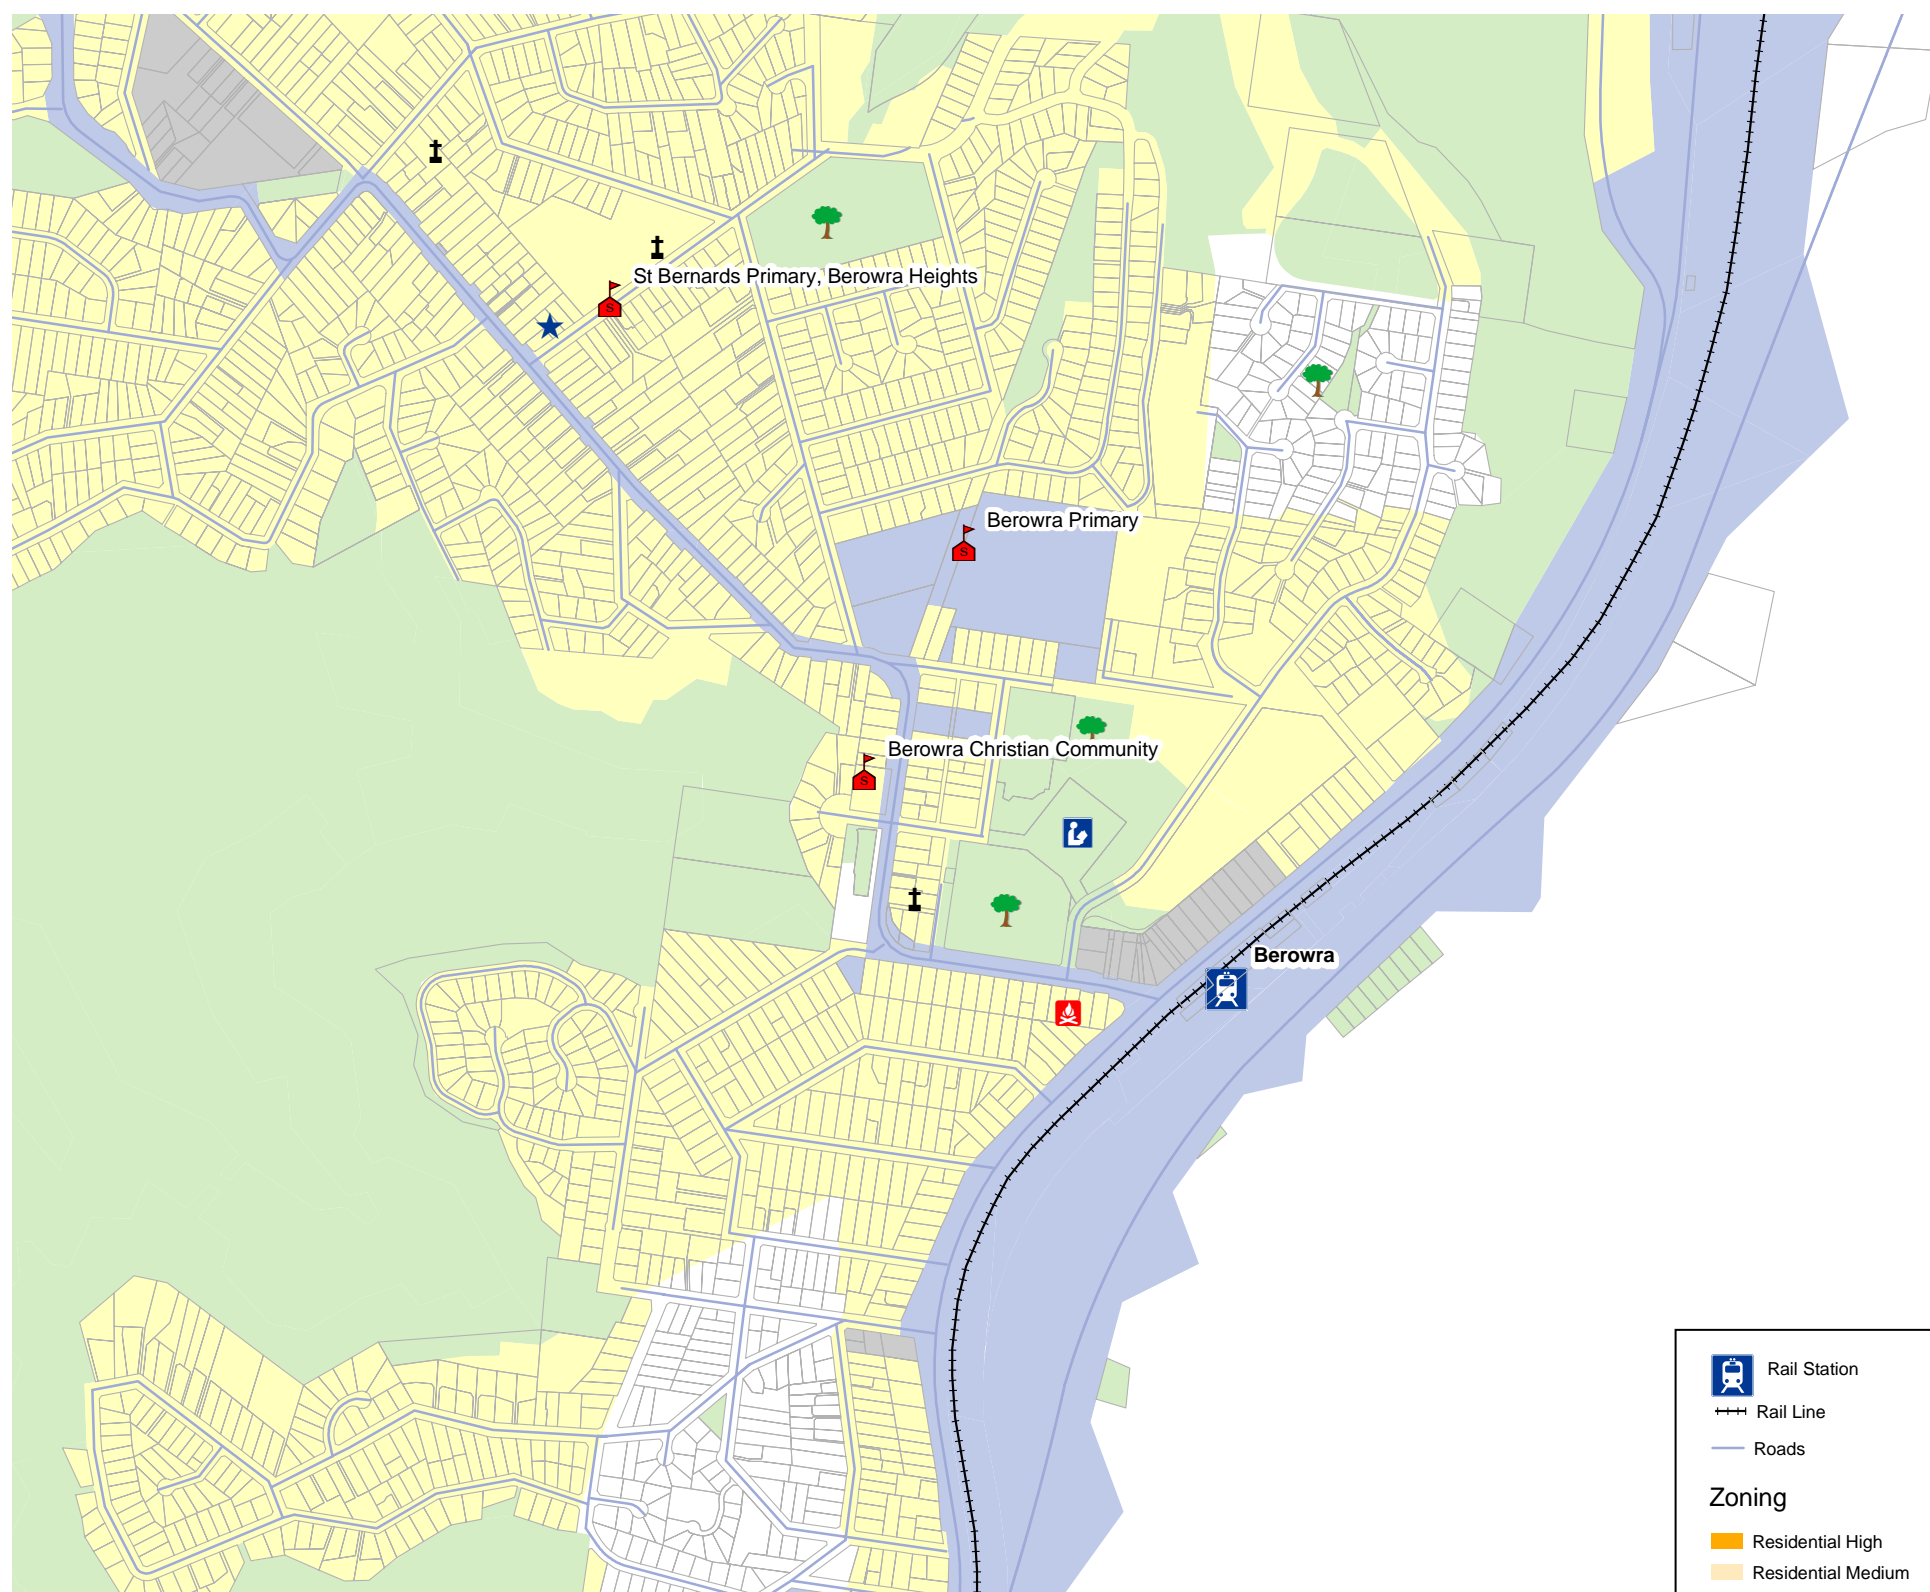 St Bernards Primary, Berowra Heights
Berowra Primary
Berowra Christian Community
Berowra
Rail Station
Rail Line
Roads
Zoning
Residential High
Residential Medium
S
S
S